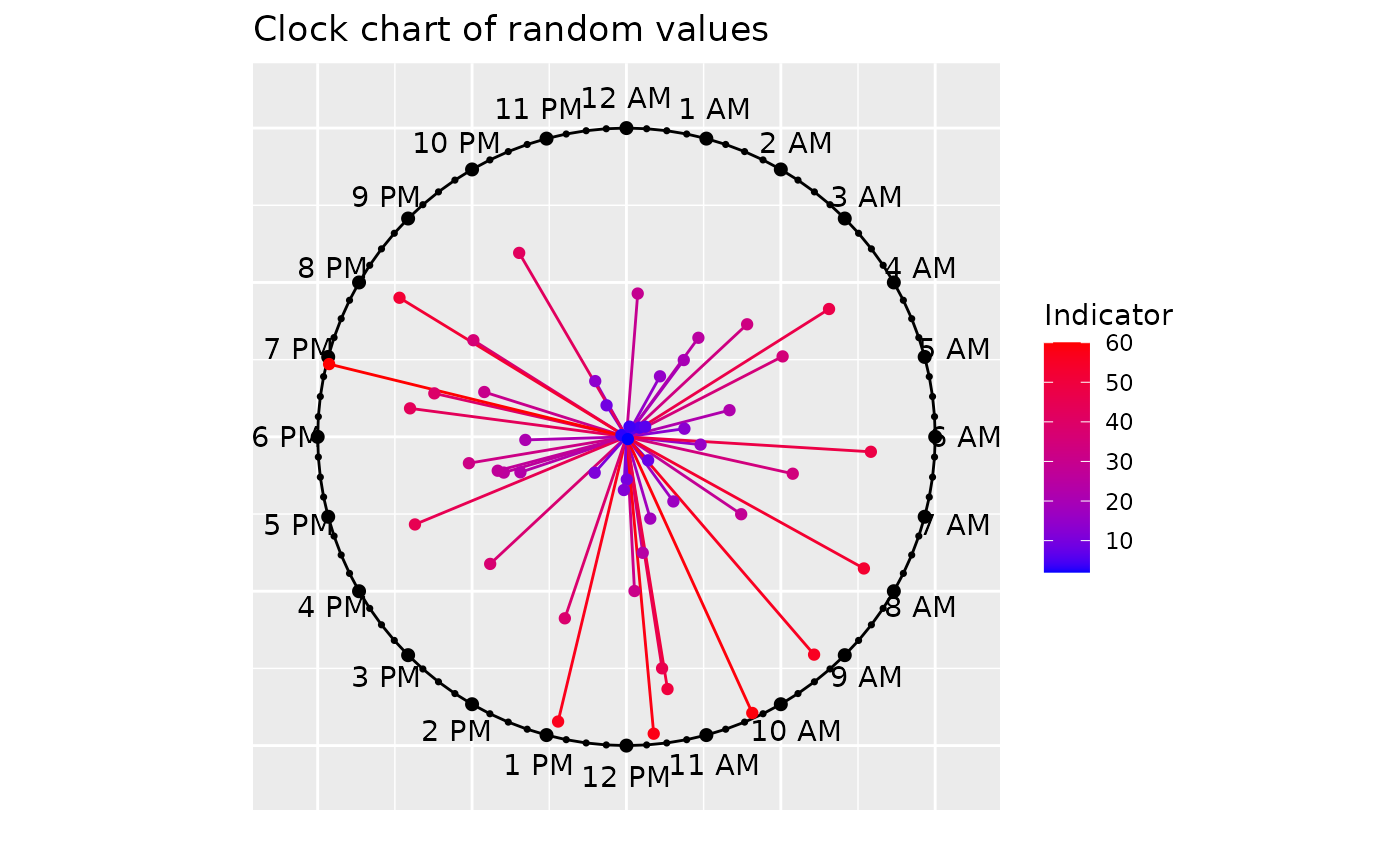 Clock chart of random values
12 AM
11 PM
1 AM
10 PM
2 AM
9 PM
3 AM
8 PM
4 AM
7 PM
5 AM
6 PM
6 AM
5 PM
7 AM
4 PM
8 AM
3 PM
9 AM
2 PM
10 AM
1 PM
11 AM
12 PM
Indicator
60
50
40
30
20
10